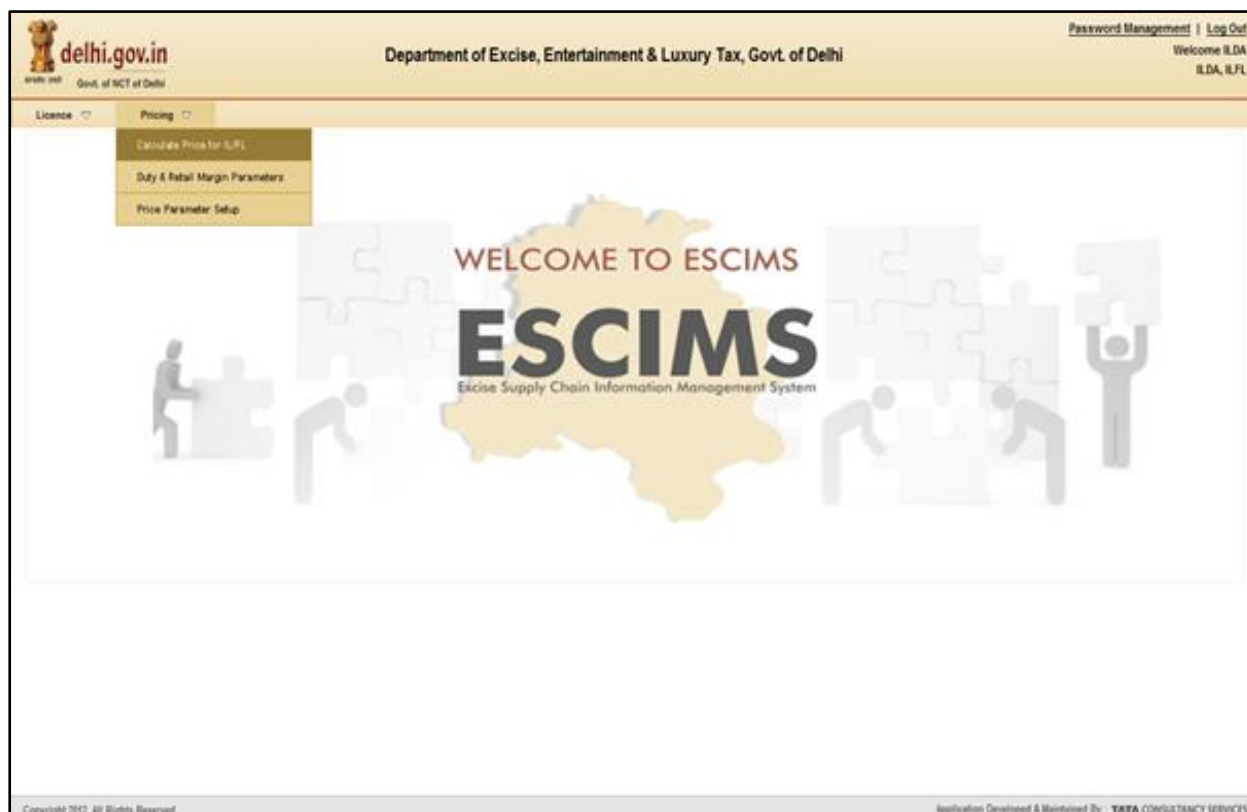 delhi.gov.in
Govt. of NCT of Delhi
Department of Excise, Entertainment & Luxury Tax, Govt. of Delhi
Password Management | Log Out
Welcome ILDA
ILDA, ILFL
Licence
Pricing
Calculate Price for IL/FL
Duty & Retail Margin Parameters
Price Parameter Setup
WELCOME TO ESCIMS
ESCIMS
Excise Supply Chain Information Management System
Copyright 2012. All Rights Reserved
Application Developed & Maintained By : TATA CONSULTANCY SERVICES